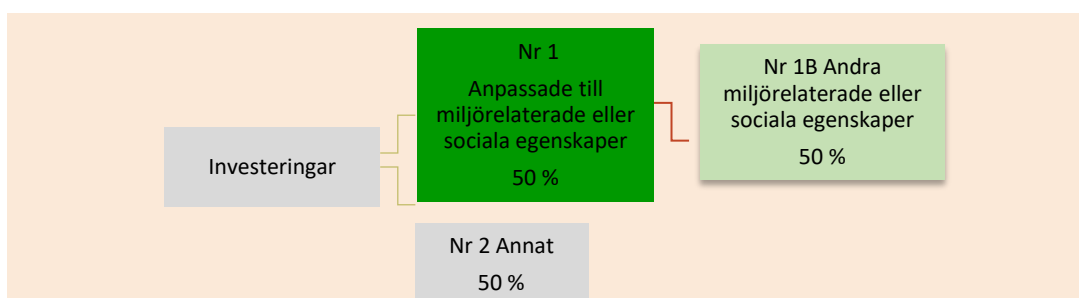 Investeringar
Nr 1
Anpassade till
miljörelaterade eller
sociala egenskaper
50 %
Nr 1B Andra
miljörelaterade eller
sociala egenskaper
50 %
Nr 2 Annat
50 %